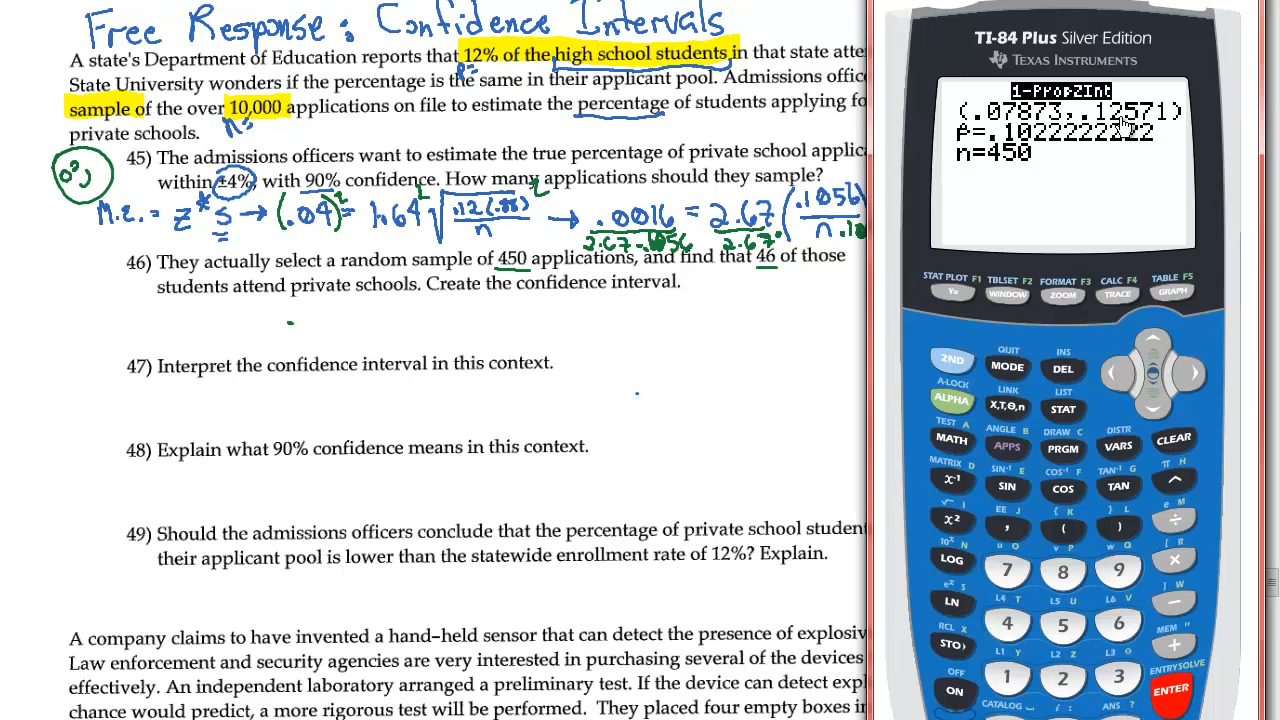 Free Response: Confidence Intervals
A state's Department of Education reports that 12% of the high school students in that state atte
p=
State University wonders if the percentage is the same in their applicant pool. Admissions offic
sample of the over 10,000 applications on file to estimate the percentage of students applying fo
n=
private schools.
45) The admissions officers want to estimate the true percentage of private school applica
within ±4%, with 90% confidence. How many applications should they sample?
M.E. = z* s → (.04)² = 1.64² √.12(.88)/n ² → .0016 = 2.67 (.1056/n
2.67 · .1056 2.67 · .10
46) They actually select a random sample of 450 applications, and find that 46 of those
students attend private schools. Create the confidence interval.
47) Interpret the confidence interval in this context.
48) Explain what 90% confidence means in this context.
49) Should the admissions officers conclude that the percentage of private school studen
their applicant pool is lower than the statewide enrollment rate of 12%? Explain.
A company claims to have invented a hand–held sensor that can detect the presence of explosiv
Law enforcement and security agencies are very interested in purchasing several of the devices
effectively. An independent laboratory arranged a preliminary test. If the device can detect expl
chance would predict, a more rigorous test will be performed. They placed four empty boxes in
TI-84 Plus Silver Edition
TEXAS INSTRUMENTS
1-PropZInt
(.07873,.12571)
p̂=.1022222222
n=450
STAT PLOT F1 TBLSET F2 FORMAT F3 CALC F4 TABLE F5
Y= WINDOW ZOOM TRACE GRAPH
QUIT INS
2ND MODE DEL
A-LOCK LINK LIST
ALPHA X,T,Θ,n STAT
TEST A ANGLE B DRAW C DISTR
MATH APPS PRGM VARS CLEAR
MATRIX D SIN⁻¹ E COS⁻¹ F TAN⁻¹ G π H
x⁻¹ SIN COS TAN ^
√ I EE J { K } L e M
x² , ( ) ÷
10ˣ N u O v P w Q [ R
LOG 7 8 9 ×
eˣ S L4 T L5 U L6 V ] W
LN 4 5 6 −
RCL X L1 Y L2 Z L3 θ MEM "
STO› 1 2 3 +
OFF CATALOG ANS ? ENTRY SOLVE
ON ENTER